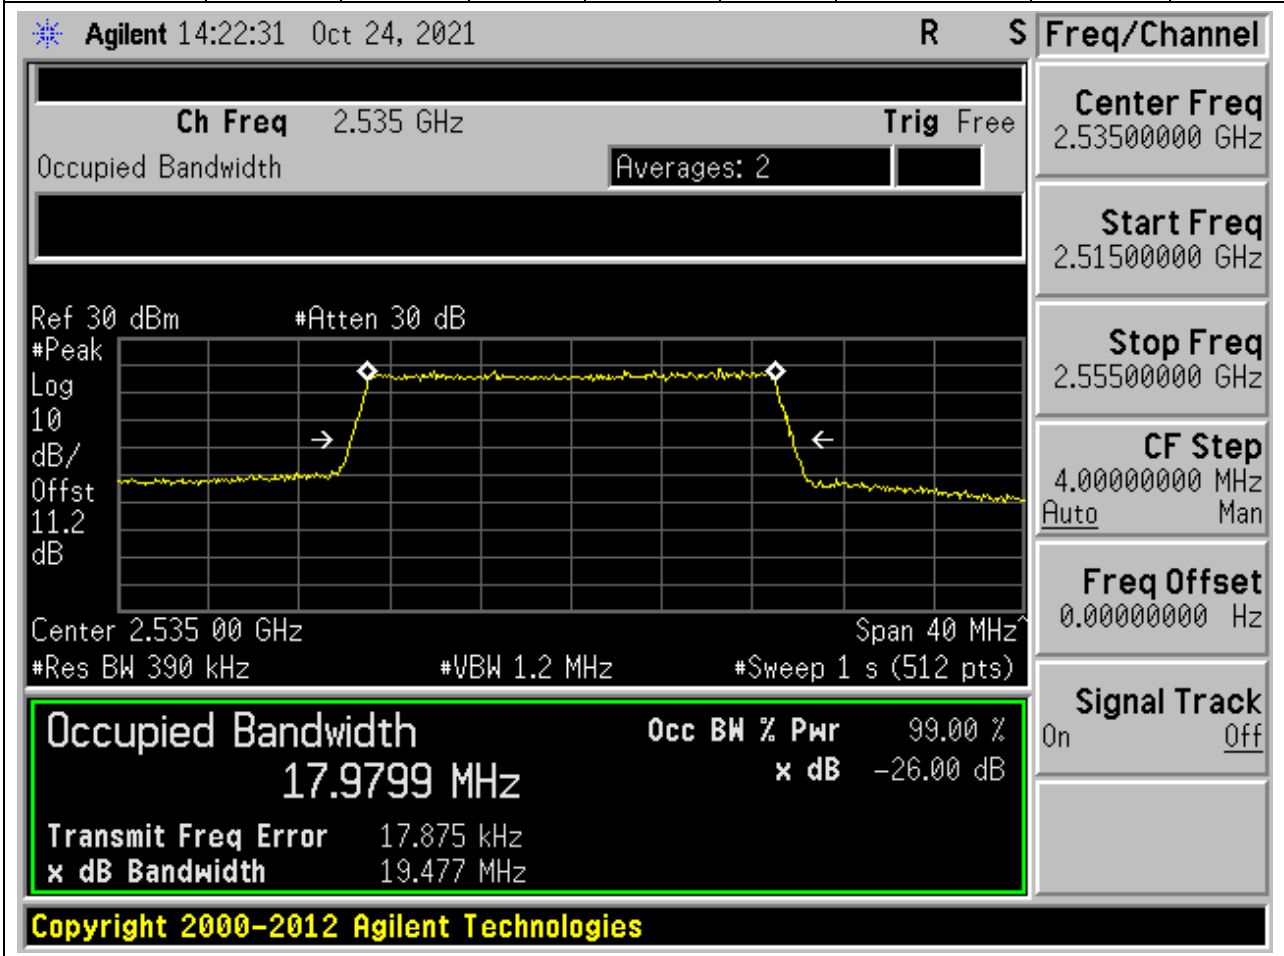 Agilent 14:22:31 Oct 24, 2021 R S
Freq/Channel
Ch Freq 2.535 GHz Trig Free
Occupied Bandwidth Averages: 2
Center Freq
2.53500000 GHz
Start Freq
2.51500000 GHz
Stop Freq
2.55500000 GHz
CF Step
4.00000000 MHz
Auto Man
Freq Offset
0.00000000 Hz
Signal Track
On Off
Ref 30 dBm #Atten 30 dB
#Peak
Log
10
dB/
Offst
11.2
dB
Center 2.535 00 GHz Span 40 MHz^
#Res BW 390 kHz #VBW 1.2 MHz #Sweep 1 s (512 pts)
Occupied Bandwidth Occ BW % Pwr 99.00 %
17.9799 MHz x dB -26.00 dB
Transmit Freq Error 17.875 kHz
x dB Bandwidth 19.477 MHz
Copyright 2000-2012 Agilent Technologies